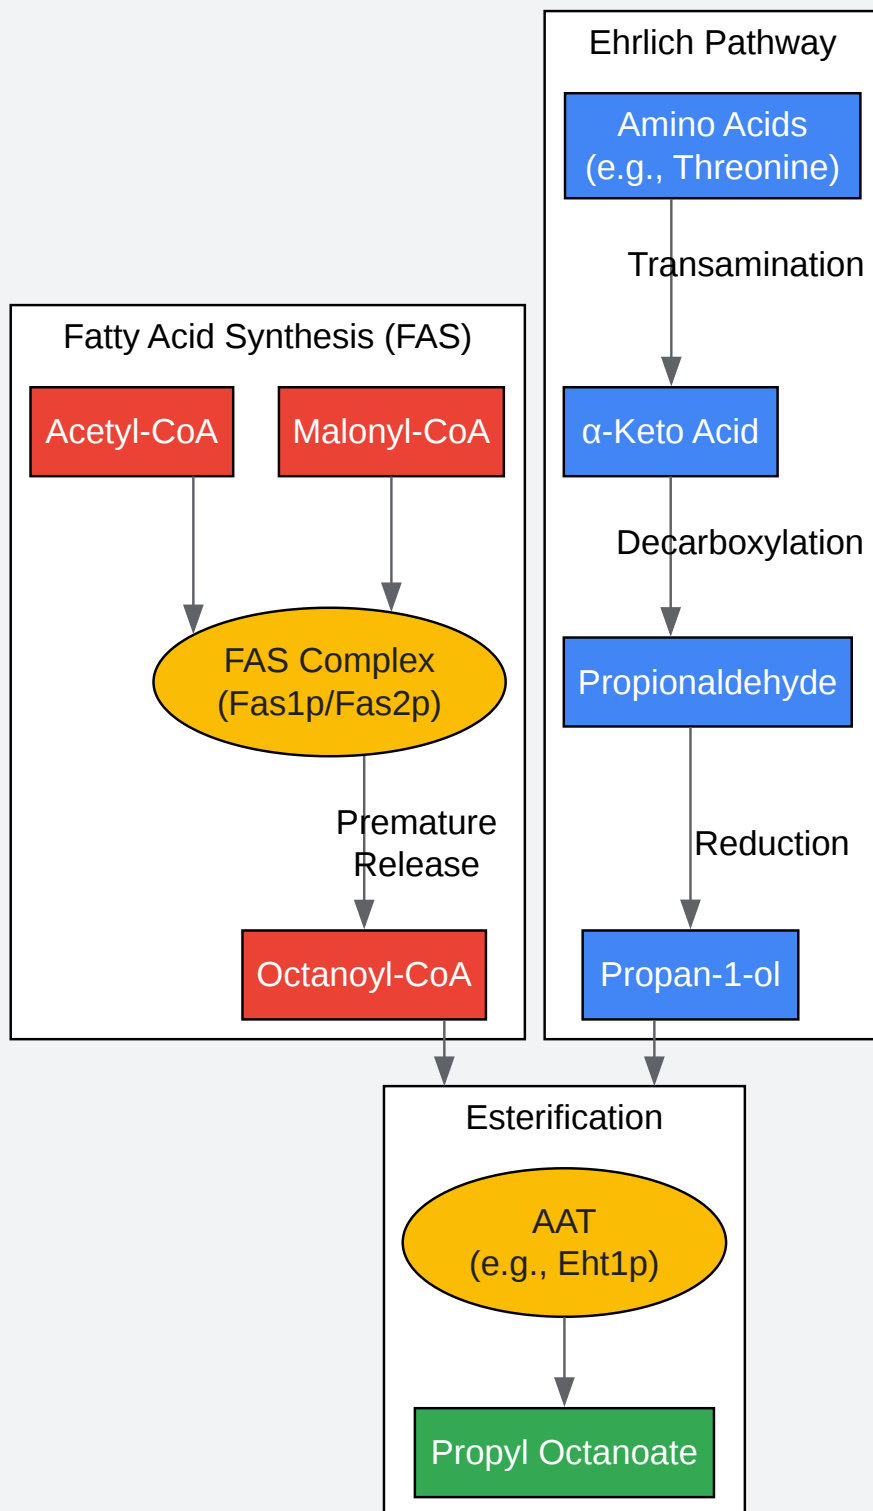 Ehrlich Pathway
Amino Acids
(e.g., Threonine)
Transamination
Fatty Acid Synthesis (FAS)
Acetyl-CoA
Malonyl-CoA
α-Keto Acid
Decarboxylation
FAS Complex
(Fas1p/Fas2p)
Propionaldehyde
Premature
Release
Reduction
Octanoyl-CoA
Propan-1-ol
Esterification
AAT
(e.g., Eht1p)
Propyl Octanoate